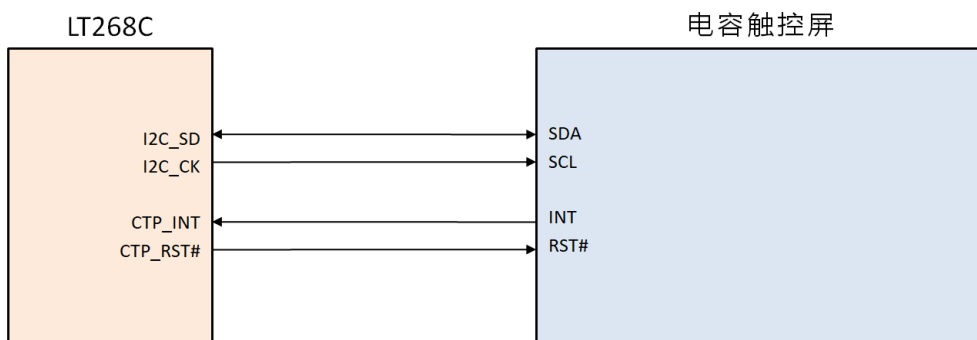 LT268C
电容触控屏
I2C_SD
SDA
I2C_CK
SCL
CTP_INT
INT
CTP_RST#
RST#